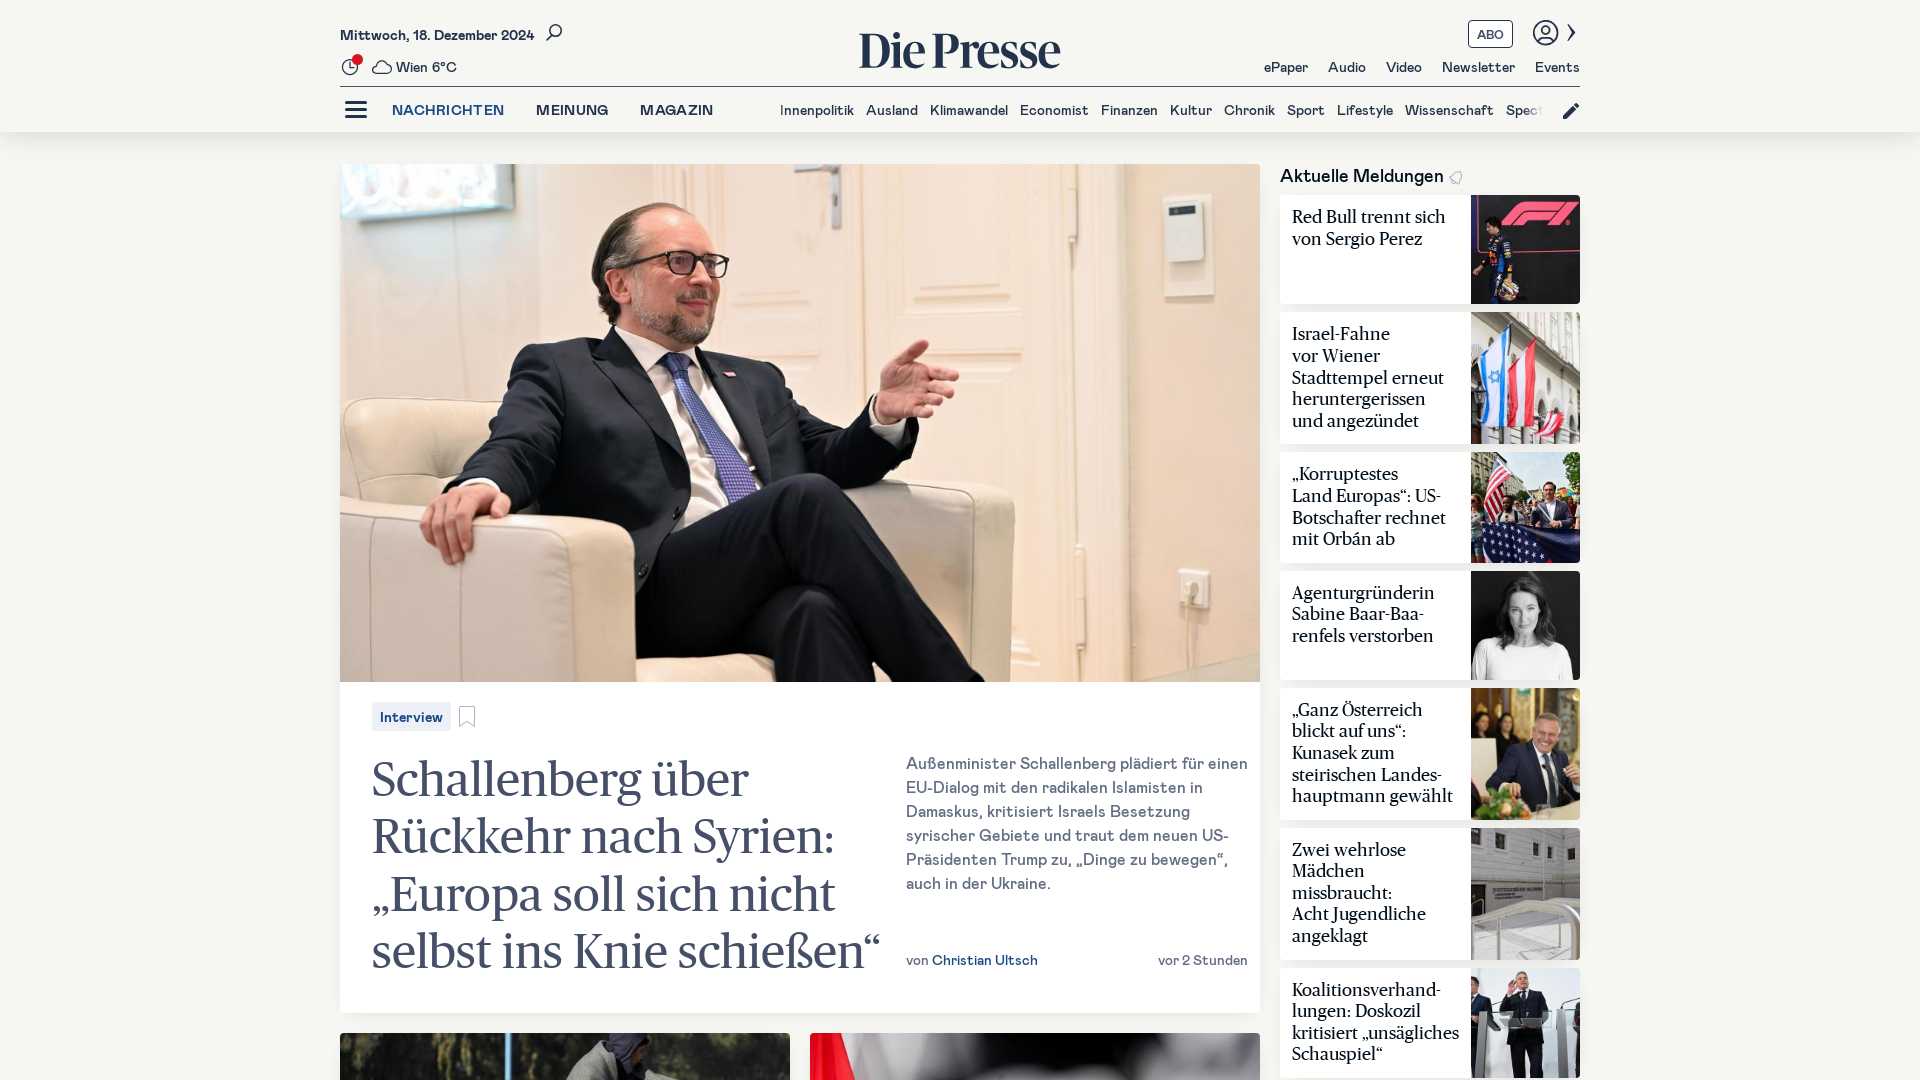 Mittwoch, 18. Dezember 2024
Wien 6°C
Die Presse
ABO
ePaper Audio Video Newsletter Events
NACHRICHTEN MEINUNG MAGAZIN
Innenpolitik Ausland Klimawandel Economist Finanzen Kultur Chronik Sport Lifestyle Wissenschaft Spect
Interview
Schallenberg über
Rückkehr nach Syrien:
„Europa soll sich nicht
selbst ins Knie schießen“
Außenminister Schallenberg plädiert für einen
EU-Dialog mit den radikalen Islamisten in
Damaskus, kritisiert Israels Besetzung
syrischer Gebiete und traut dem neuen US-
Präsidenten Trump zu, „Dinge zu bewegen“,
auch in der Ukraine.
von Christian Ultsch
vor 2 Stunden
Aktuelle Meldungen
Red Bull trennt sich
von Sergio Perez
Israel-Fahne
vor Wiener
Stadttempel erneut
heruntergerissen
und angezündet
„Korruptestes
Land Europas“: US-
Botschafter rechnet
mit Orbán ab
Agenturgründerin
Sabine Baar-Baa-
renfels verstorben
„Ganz Österreich
blickt auf uns“:
Kunasek zum
steirischen Landes-
hauptmann gewählt
Zwei wehrlose
Mädchen
missbraucht:
Acht Jugendliche
angeklagt
Koalitionsverhand-
lungen: Doskozil
kritisiert „unsägliches
Schauspiel“